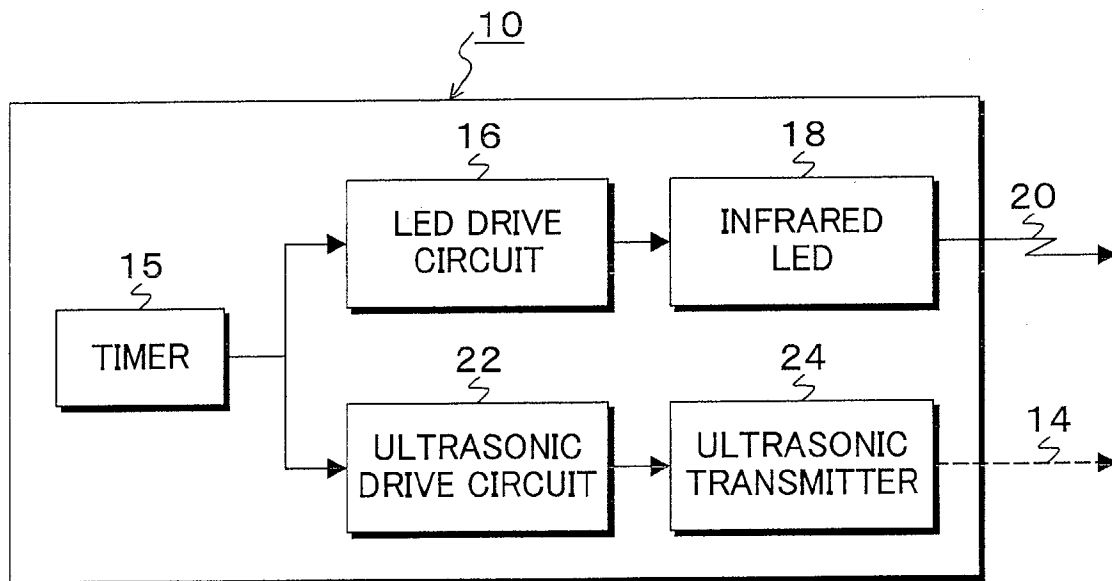 10
16
18
LED DRIVE
CIRCUIT
INFRARED
LED
20
15
TIMER
22
24
ULTRASONIC
DRIVE CIRCUIT
ULTRASONIC
TRANSMITTER
14